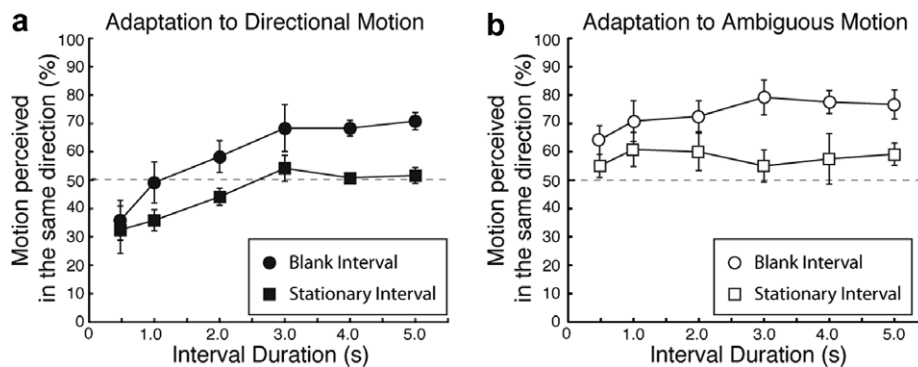 a Adaptation to Directional Motion
Motion perceived
in the same direction (%)
100
90
80
70
60
50
40
30
20
10
0
0 1.0 2.0 3.0 4.0 5.0
Interval Duration (s)
Blank Interval
Stationary Interval
b Adaptation to Ambiguous Motion
Motion perceived
in the same direction (%)
100
90
80
70
60
50
40
30
20
10
0
0 1.0 2.0 3.0 4.0 5.0
Interval Duration (s)
Blank Interval
Stationary Interval